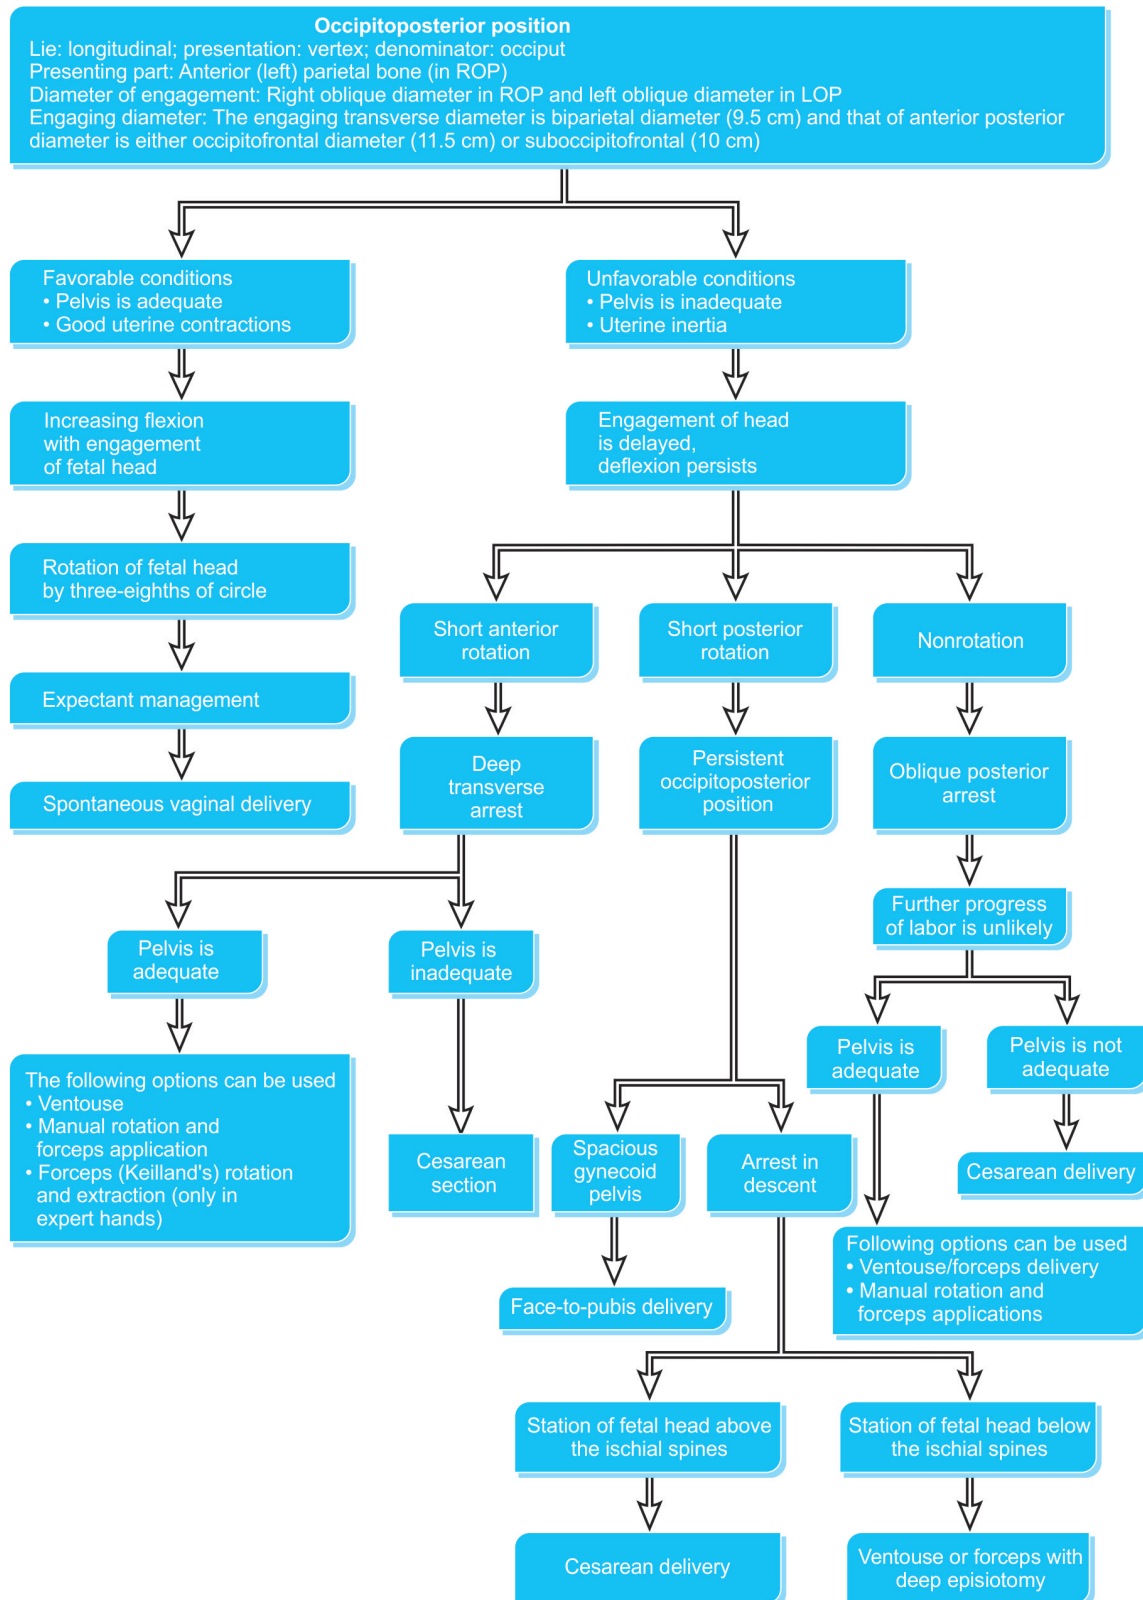 Occipitoposterior position
Lie: longitudinal; presentation: vertex; denominator: occiput
Presenting part: Anterior (left) parietal bone (in ROP)
Diameter of engagement: Right oblique diameter in ROP and left oblique diameter in LOP
Engaging diameter: The engaging transverse diameter is biparietal diameter (9.5 cm) and that of anterior posterior
diameter is either occipitofrontal diameter (11.5 cm) or suboccipitofrontal (10 cm)
Favorable conditions
• Pelvis is adequate
• Good uterine contractions
Unfavorable conditions
• Pelvis is inadequate
• Uterine inertia
Increasing flexion
with engagement
of fetal head
Engagement of head
is delayed,
deflexion persists
Rotation of fetal head
by three-eighths of circle
Short anterior
rotation
Short posterior
rotation
Nonrotation
Expectant management
Spontaneous vaginal delivery
Deep
transverse
arrest
Persistent
occipitoposterior
position
Oblique posterior
arrest
Further progress
of labor is unlikely
Pelvis is
adequate
Pelvis is
inadequate
Pelvis is
adequate
Pelvis is not
adequate
The following options can be used
• Ventouse
• Manual rotation and
forceps application
• Forceps (Keilland's) rotation
and extraction (only in
expert hands)
Cesarean
section
Spacious
gynecoid
pelvis
Arrest in
descent
Cesarean delivery
Following options can be used
• Ventouse/forceps delivery
• Manual rotation and
forceps applications
Face-to-pubis delivery
Station of fetal head above
the ischial spines
Station of fetal head below
the ischial spines
Cesarean delivery
Ventouse or forceps with
deep episiotomy